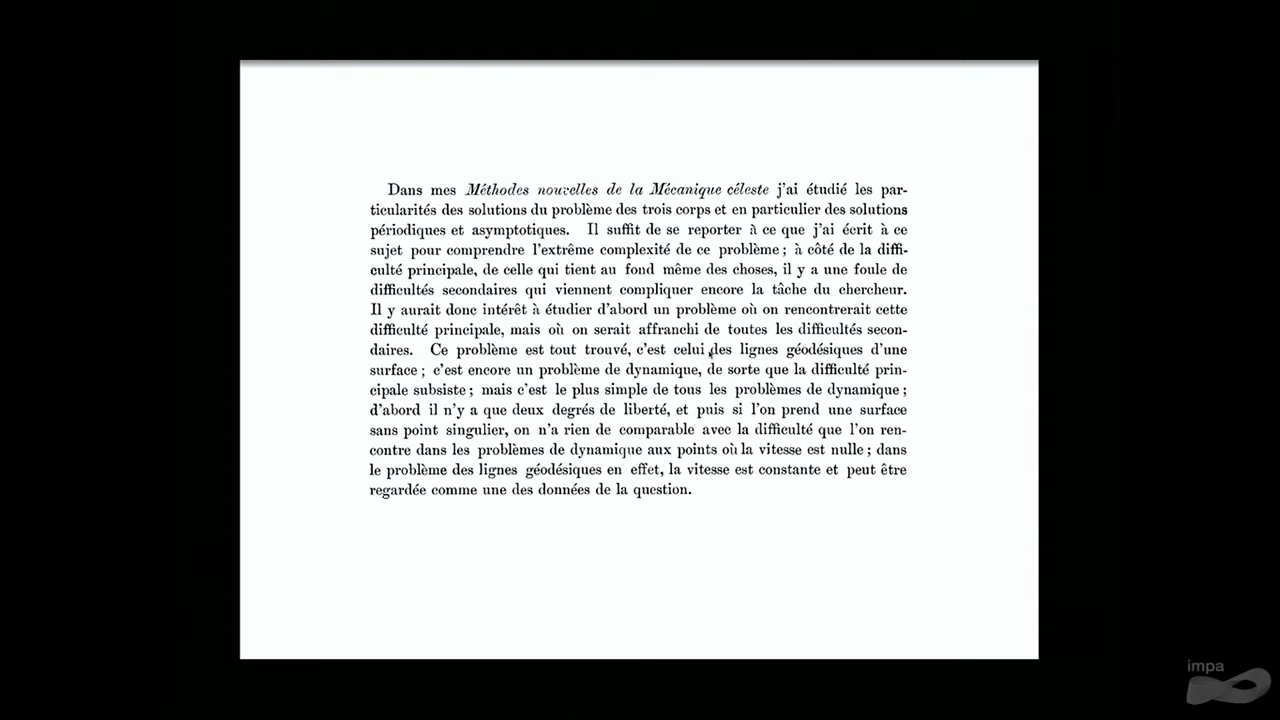 Dans mes Méthodes nouvelles de la Mécanique céleste j'ai étudié les par-
ticularités des solutions du problème des trois corps et en particulier des solutions
périodiques et asymptotiques. Il suffit de se reporter à ce que j'ai écrit à ce
sujet pour comprendre l'extrême complexité de ce problème ; à côté de la diffi-
culté principale, de celle qui tient au fond même des choses, il y a une foule de
difficultés secondaires qui viennent compliquer encore la tâche du chercheur.
Il y aurait donc intérêt à étudier d'abord un problème où on rencontrerait cette
difficulté principale, mais où on serait affranchi de toutes les difficultés secon-
daires. Ce problème est tout trouvé, c'est celui des lignes géodésiques d'une
surface ; c'est encore un problème de dynamique, de sorte que la difficulté prin-
cipale subsiste ; mais c'est le plus simple de tous les problèmes de dynamique ;
d'abord il n'y a que deux degrés de liberté, et puis si l'on prend une surface
sans point singulier, on n'a rien de comparable avec la difficulté que l'on ren-
contre dans les problèmes de dynamique aux points où la vitesse est nulle ; dans
le problème des lignes géodésiques en effet, la vitesse est constante et peut être
regardée comme une des données de la question.
impa